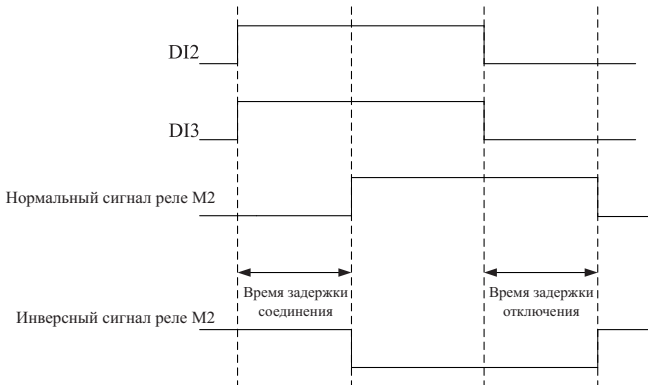 DI2
DI3
Нормальный сигнал реле M2
Время задержки
соединения
Время задержки
отключения
Инверсный сигнал реле M2